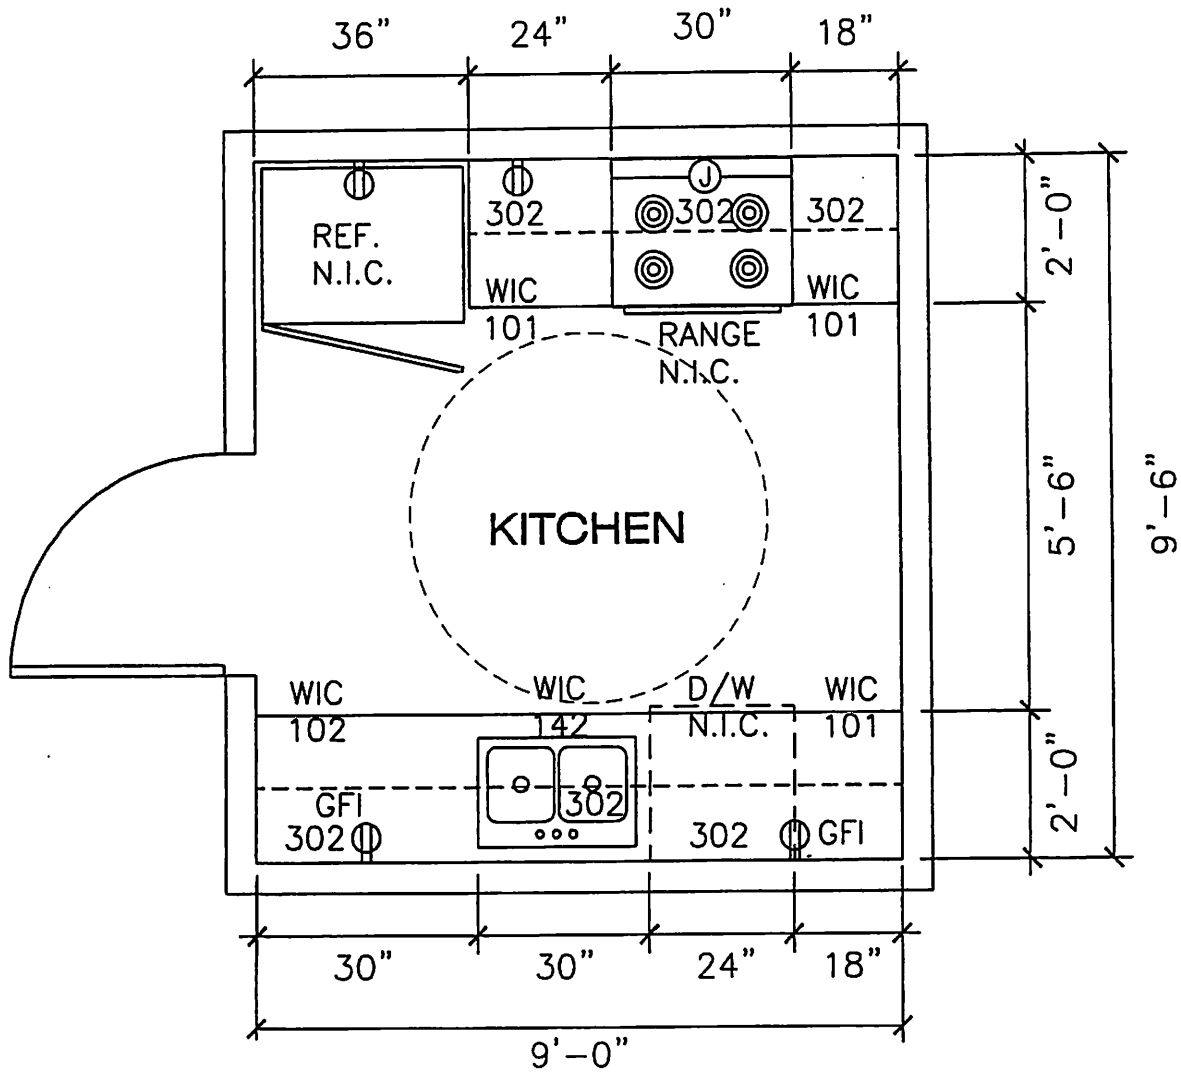 36" 24" 30" 18"
J
302 302 302
REF.
N.I.C.
WIC
101
WIC
101
RANGE
N.I.C.
2'-0"
5'-6"
9'-6"
KITCHEN
WIC
102
WIC
142
D/W
N.I.C.
WIC
101
2'-0"
GFI
302
302
302 GFI
30" 30" 24" 18"
9'-0"